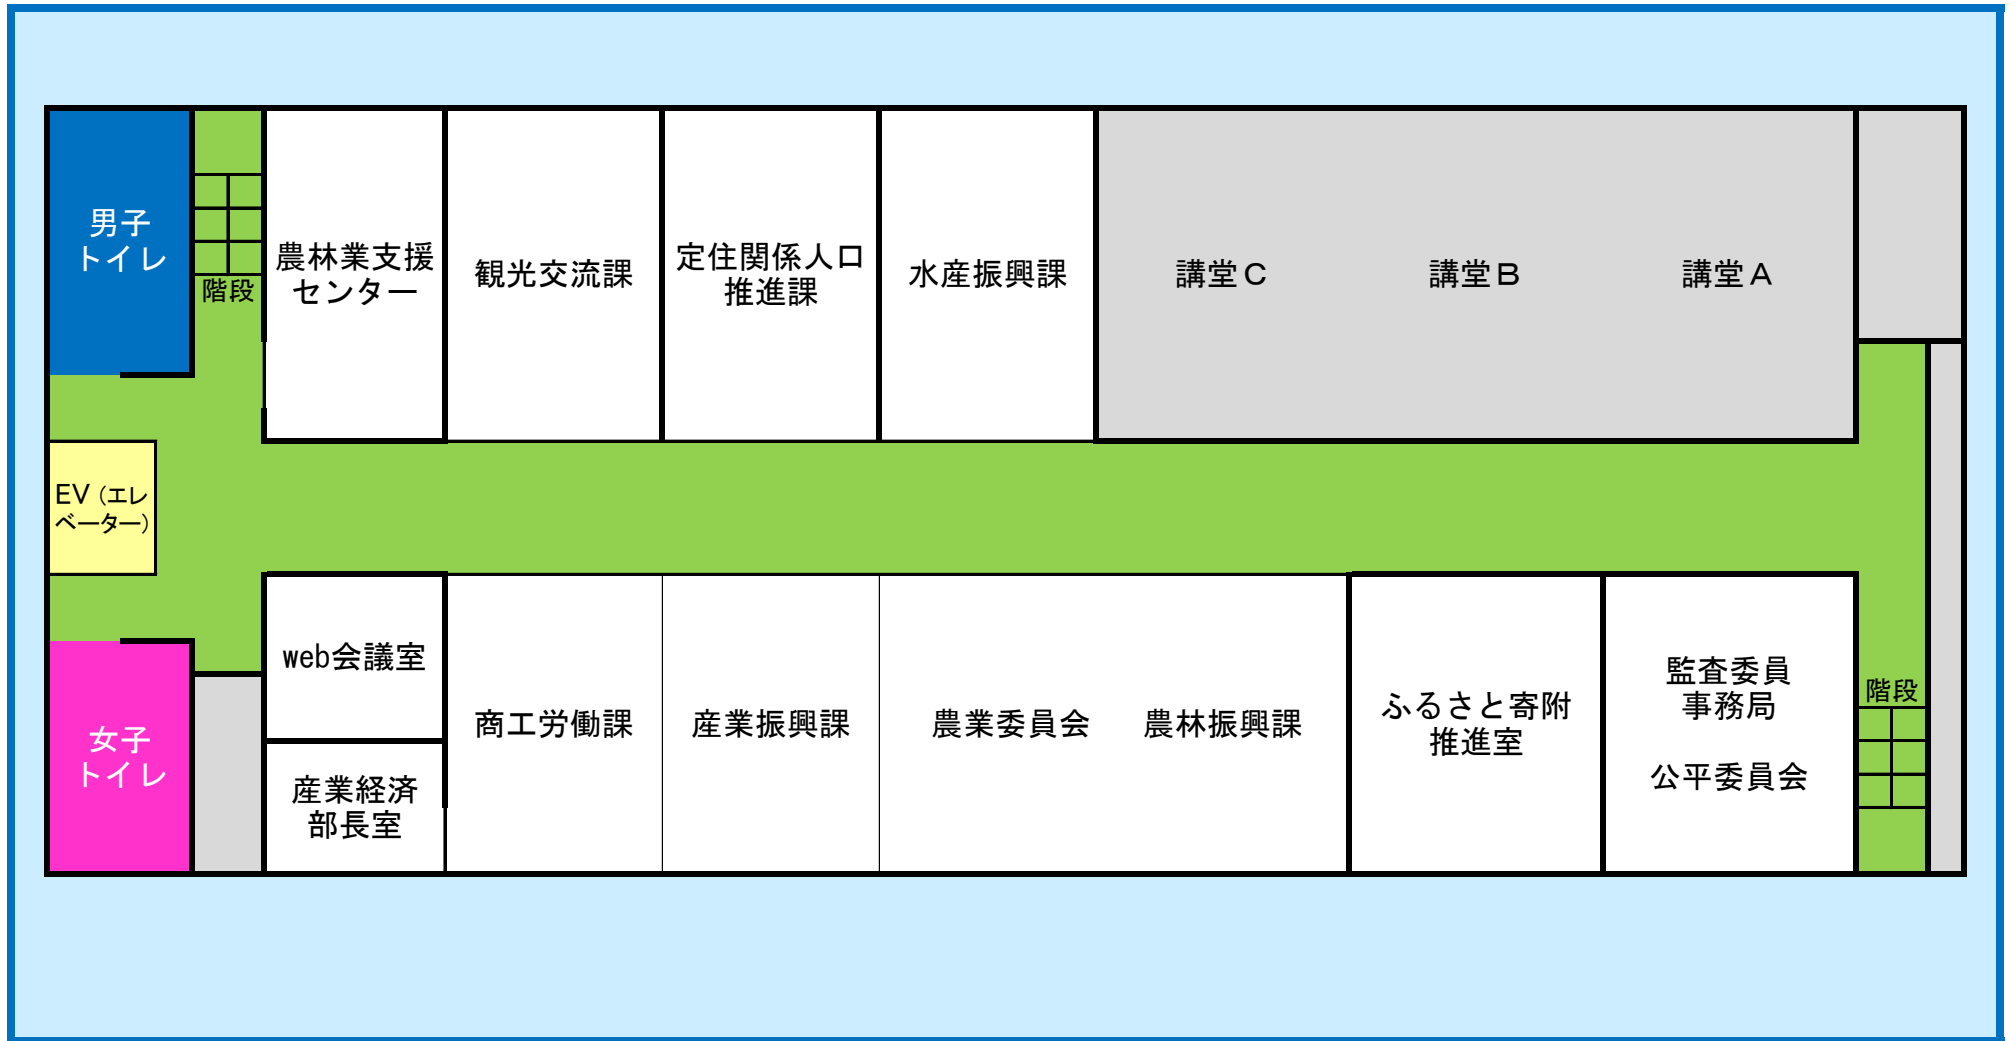 男子
トイレ
階段
農林業支援
センター
観光交流課
定住関係人口
推進課
水産振興課
講堂Ｃ
講堂Ｂ
講堂Ａ
EV（エレ
ベーター）
女子
トイレ
web会議室
産業経済
部長室
商工労働課
産業振興課
農業委員会
農林振興課
ふるさと寄附
推進室
監査委員
事務局
公平委員会
階段